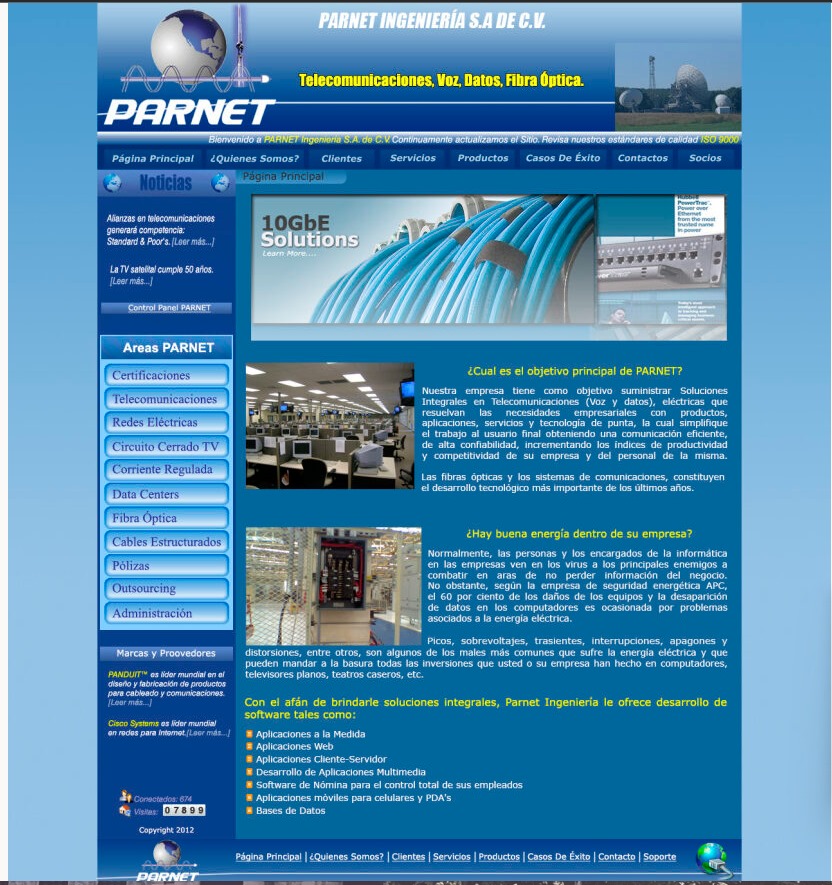 PARNET INGENIERÍA S.A DE C.V.
Telecomunicaciones, Voz, Datos, Fibra Óptica.
PARNET
Bienvenido a PARNET Ingeniería S.A. de C.V. Continuamente actualizamos el Sitio. Revisa nuestros estándares de calidad ISO 9000
Página Principal
¿Quienes Somos?
Clientes
Servicios
Productos
Casos De Éxito
Contactos
Socios
Noticias
Alianzas en telecomunicaciones
generará competencia:
Standard & Poor's. [Leer más...]
La TV satelital cumple 50 años.
[Leer más...]
Control Panel PARNET
Areas PARNET
Certificaciones
Telecomunicaciones
Redes Eléctricas
Circuito Cerrado TV
Corriente Regulada
Data Centers
Fibra Óptica
Cables Estructurados
Pólizas
Outsourcing
Administración
Marcas y Proovedores
PANDUIT™ es líder mundial en el
diseño y fabricación de productos
para cableado y comunicaciones.
[Leer más...]
Cisco Systems es líder mundial
en redes para Internet.[Leer más...]
Conectados: 674
Visitas: 07899
Copyright 2012
Página Principal
10GbE
Solutions
Learn More....
Hubbell
PowerTrac
Power over
Ethernet
from the most
trusted name
in power
¿Cual es el objetivo principal de PARNET?
Nuestra empresa tiene como objetivo suministrar Soluciones
Integrales en Telecomunicaciones (Voz y datos), eléctricas que
resuelvan las necesidades empresariales con productos,
aplicaciones, servicios y tecnología de punta, la cual simplifique
el trabajo al usuario final obteniendo una comunicación eficiente,
de alta confiabilidad, incrementando los índices de productividad
y competitividad de su empresa y del personal de la misma.
Las fibras ópticas y los sistemas de comunicaciones, constituyen
el desarrollo tecnológico más importante de los últimos años.
¿Hay buena energía dentro de su empresa?
Normalmente, las personas y los encargados de la informática
en las empresas ven en los virus a los principales enemigos a
combatir en aras de no perder información del negocio.
No obstante, según la empresa de seguridad energética APC,
el 60 por ciento de los daños de los equipos y la desaparición
de datos en los computadores es ocasionada por problemas
asociados a la energía eléctrica.
Picos, sobrevoltajes, trasientes, interrupciones, apagones y
distorsiones, entre otros, son algunos de los males más comunes que sufre la energía eléctrica y que
pueden mandar a la basura todas las inversiones que usted o su empresa han hecho en computadores,
televisores planos, teatros caseros, etc.
Con el afán de brindarle soluciones integrales, Parnet Ingeniería le ofrece desarrollo de
software tales como:
Aplicaciones a la Medida
Aplicaciones Web
Aplicaciones Cliente-Servidor
Desarrollo de Aplicaciones Multimedia
Software de Nómina para el control total de sus empleados
Aplicaciones móviles para celulares y PDA's
Bases de Datos
PARNET
Página Principal | ¿Quienes Somos? | Clientes | Servicios | Productos | Casos De Éxito | Contacto | Soporte